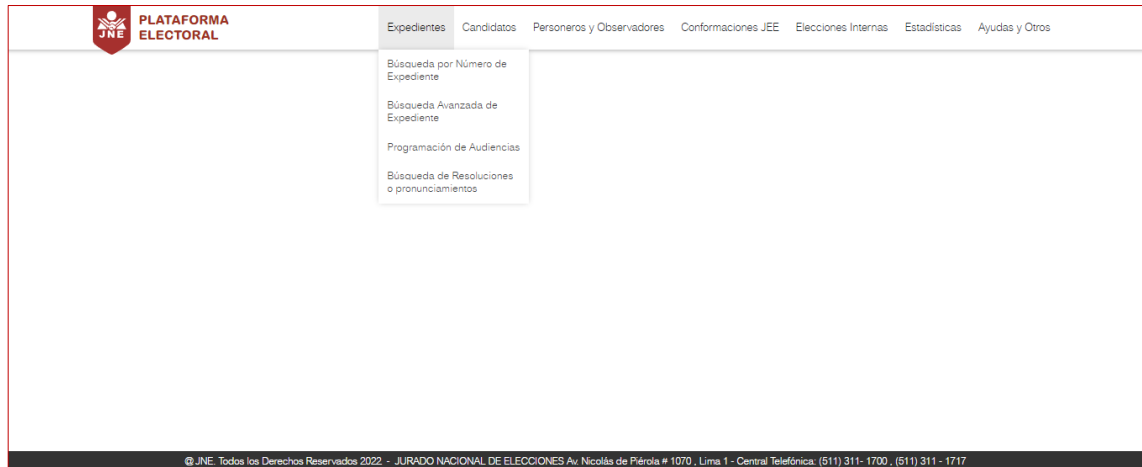 JNE
PLATAFORMA
ELECTORAL
Expedientes Candidatos Personeros y Observadores Conformaciones JEE Elecciones Internas Estadísticas Ayudas y Otros
Búsqueda por Número de
Expediente
Búsqueda Avanzada de
Expediente
Programación de Audiencias
Búsqueda de Resoluciones
o pronunciamientos
@ JNE. Todos los Derechos Reservados 2022 - JURADO NACIONAL DE ELECCIONES Av. Nicolás de Piérola # 1070 , Lima 1 - Central Telefónica: (511) 311- 1700 , (511) 311 - 1717